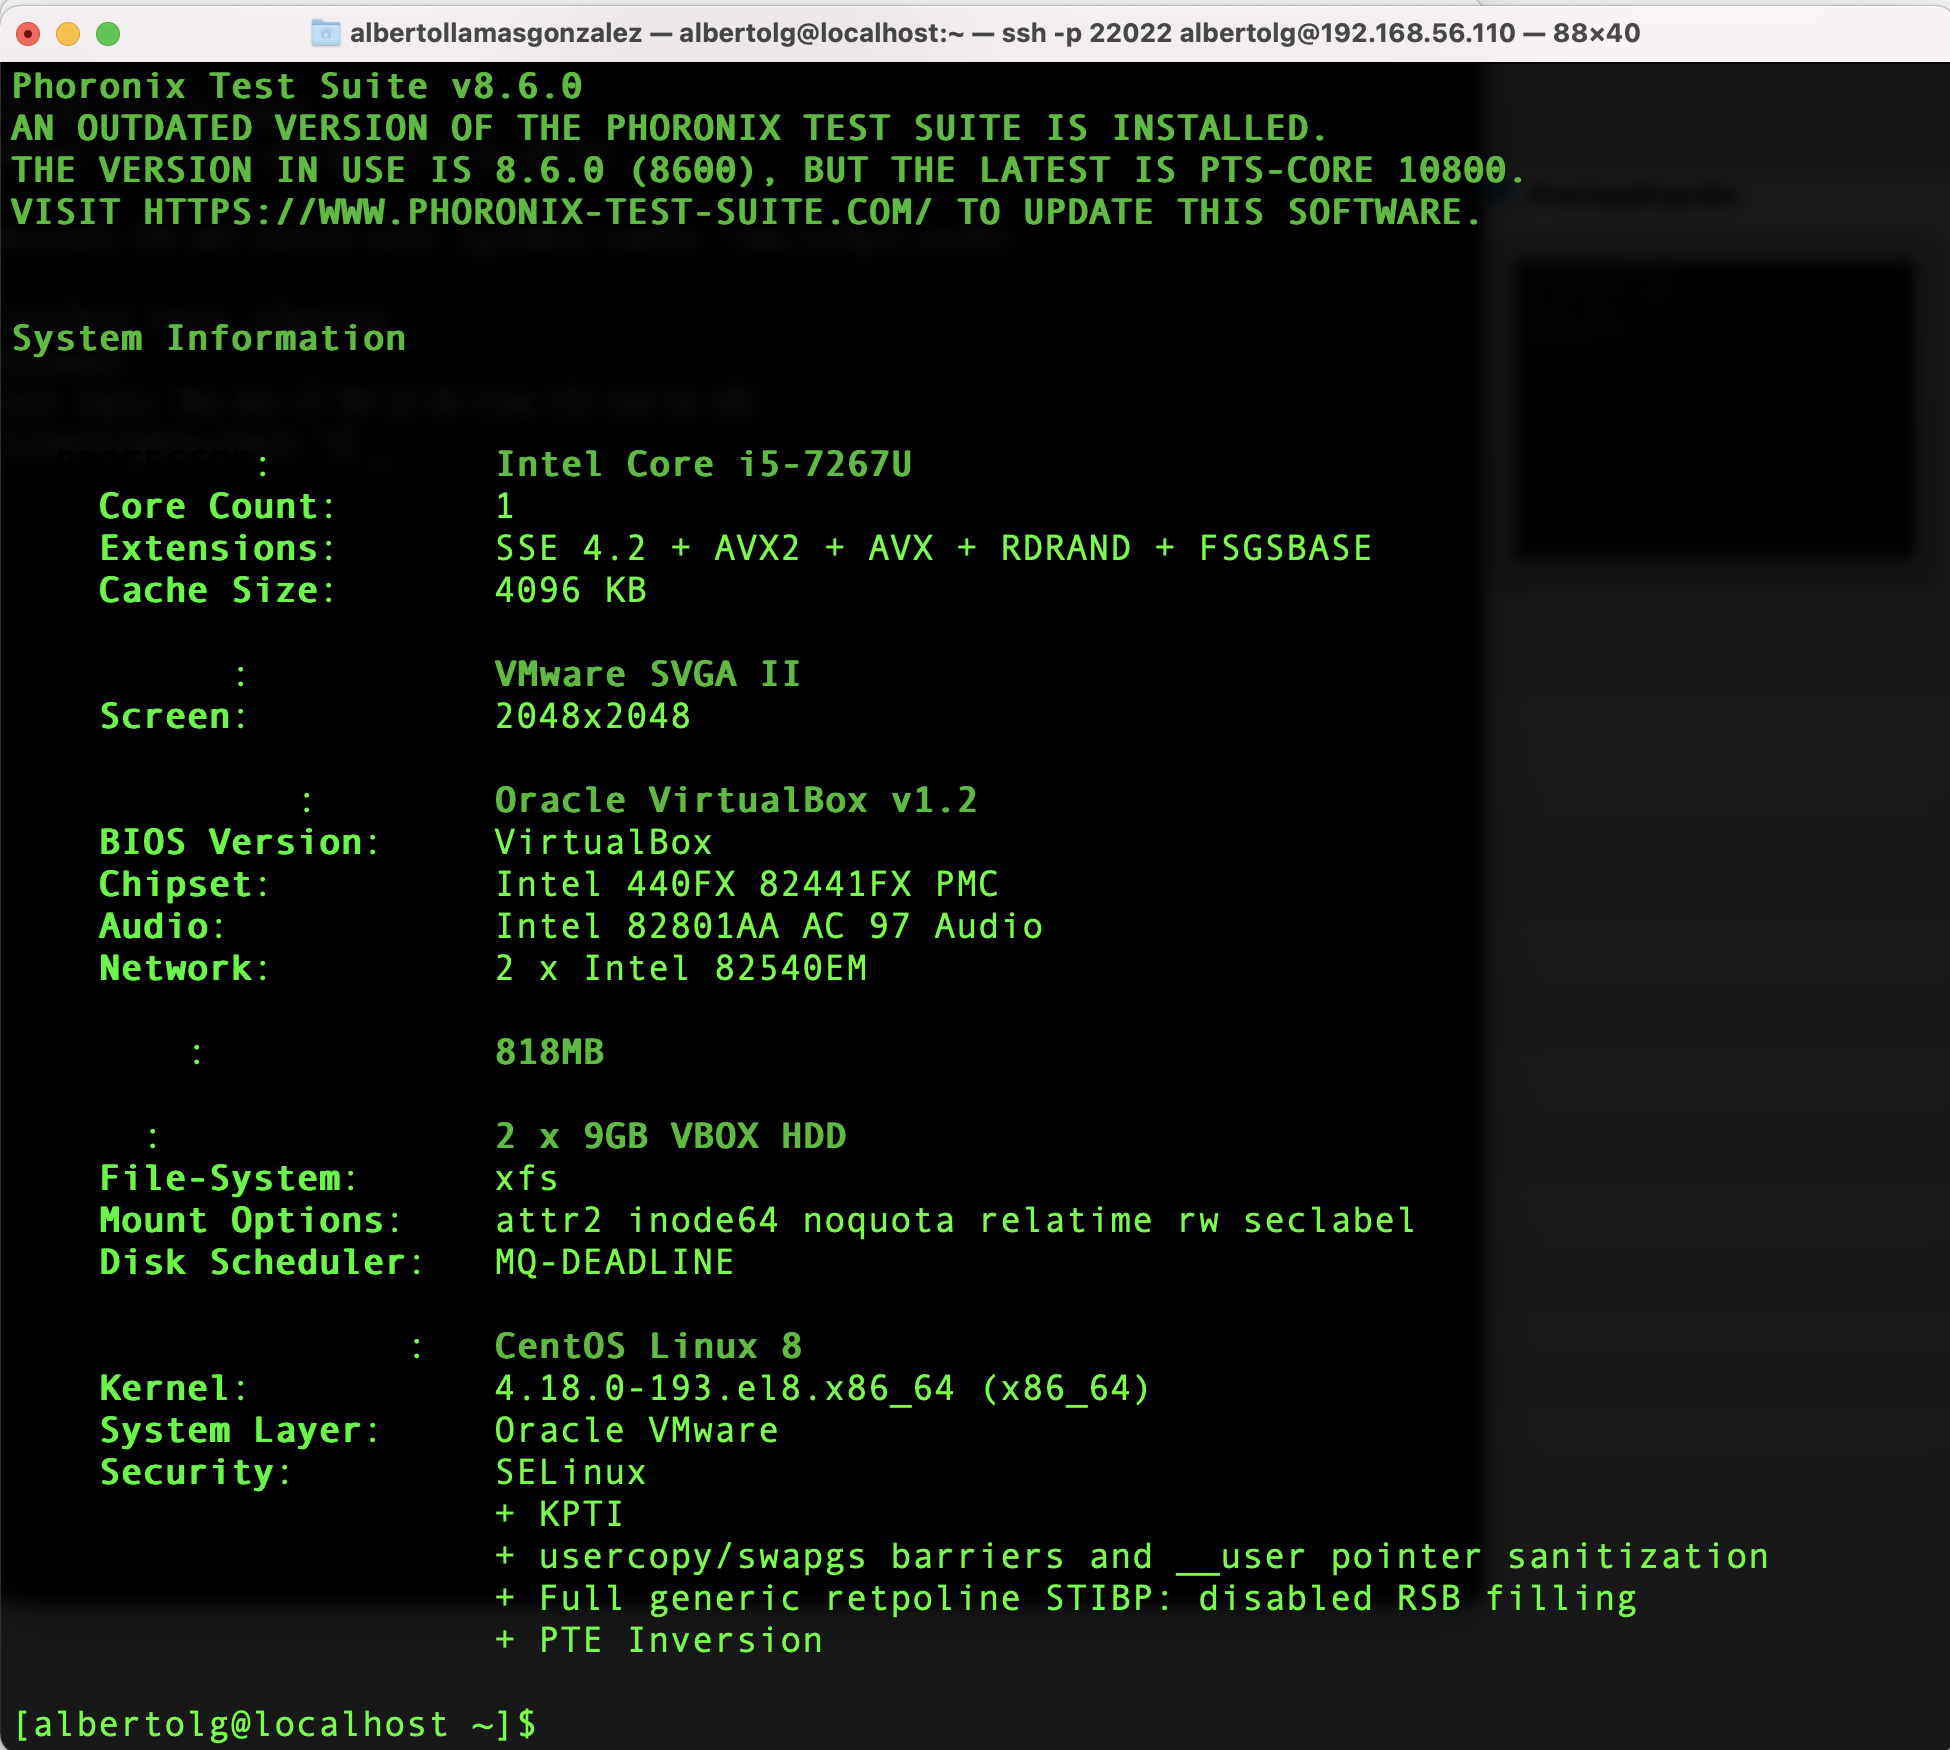 albertollamasgonzalez — albertolg@localhost:~ — ssh -p 22022 albertolg@192.168.56.110 — 88×40
Phoronix Test Suite v8.6.0
AN OUTDATED VERSION OF THE PHORONIX TEST SUITE IS INSTALLED.
THE VERSION IN USE IS 8.6.0 (8600), BUT THE LATEST IS PTS-CORE 10800.
VISIT HTTPS://WWW.PHORONIX-TEST-SUITE.COM/ TO UPDATE THIS SOFTWARE.
System Information
PROCESSOR: Intel Core i5-7267U
Core Count: 1
Extensions: SSE 4.2 + AVX2 + AVX + RDRAND + FSGSBASE
Cache Size: 4096 KB
: VMware SVGA II
Screen: 2048x2048
: Oracle VirtualBox v1.2
BIOS Version: VirtualBox
Chipset: Intel 440FX 82441FX PMC
Audio: Intel 82801AA AC 97 Audio
Network: 2 x Intel 82540EM
: 818MB
: 2 x 9GB VBOX HDD
File-System: xfs
Mount Options: attr2 inode64 noquota relatime rw seclabel
Disk Scheduler: MQ-DEADLINE
: CentOS Linux 8
Kernel: 4.18.0-193.el8.x86_64 (x86_64)
System Layer: Oracle VMware
Security: SELinux
+ KPTI
+ usercopy/swapgs barriers and __user pointer sanitization
+ Full generic retpoline STIBP: disabled RSB filling
+ PTE Inversion
[albertolg@localhost ~]$